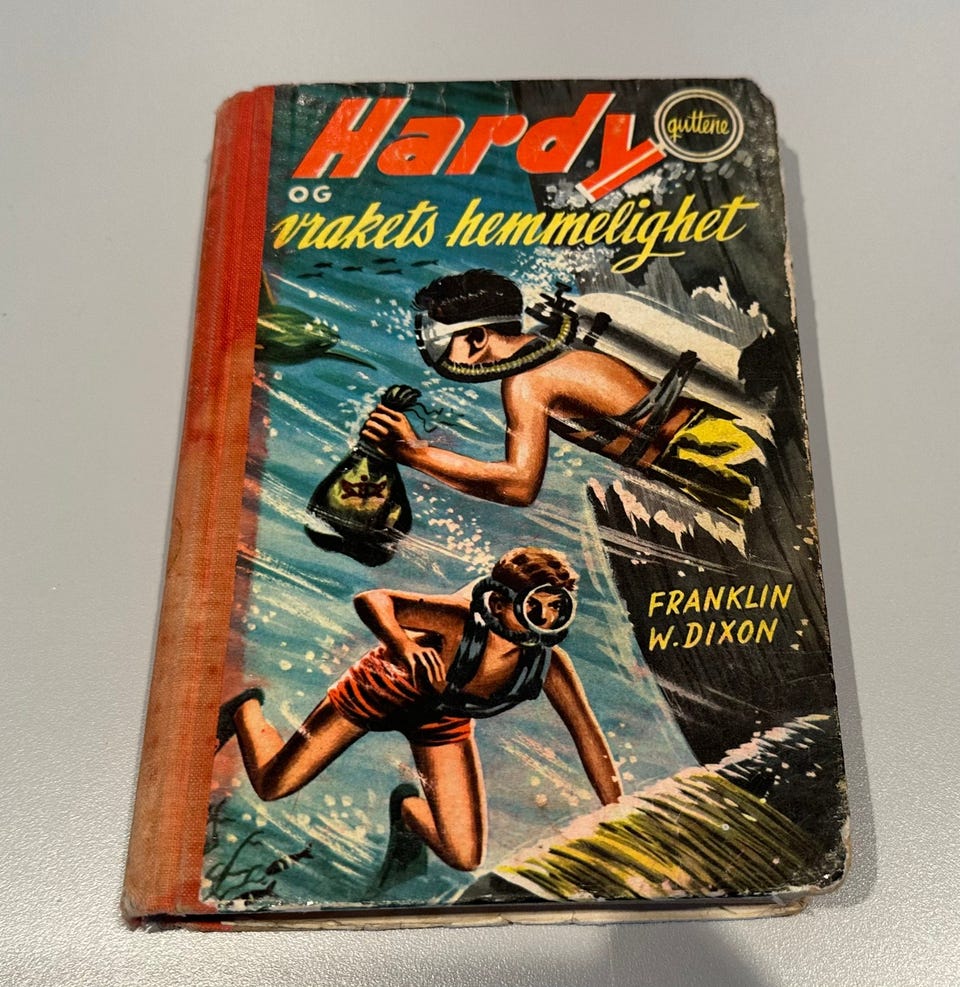 Hardy
guttene
OG
vrakets hemmelighet
FRANKLIN
W. DIXON